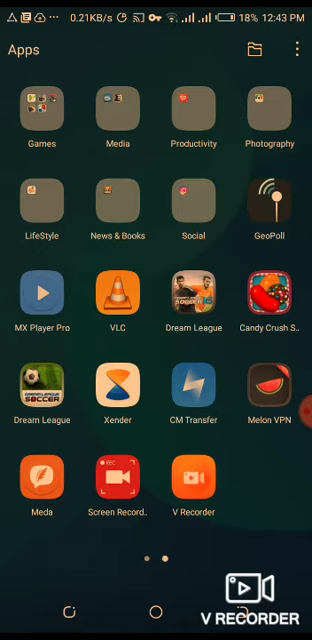 0.21KB/s 18% 12:43 PM
Apps
Games Media Productivity Photography
LifeStyle News & Books Social GeoPoll
MX Player Pro VLC Dream League Candy Crush S..
Dream League Xender CM Transfer Melon VPN
REC
Meda Screen Record.. V Recorder
V RECORDER